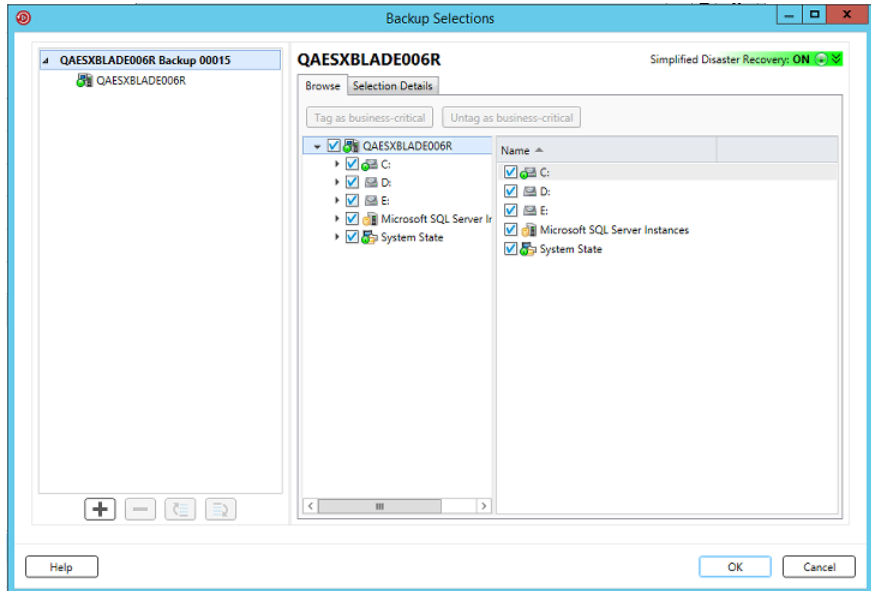 Backup Selections
QAESXBLADE006R Backup 00015
QAESXBLADE006R
QAESXBLADE006R
Simplified Disaster Recovery: ON
Browse Selection Details
Tag as business-critical Untag as business-critical
QAESXBLADE006R
C:
D:
E:
Microsoft SQL Server Ir
System State
Name
C:
D:
E:
Microsoft SQL Server Instances
System State
Help
OK Cancel